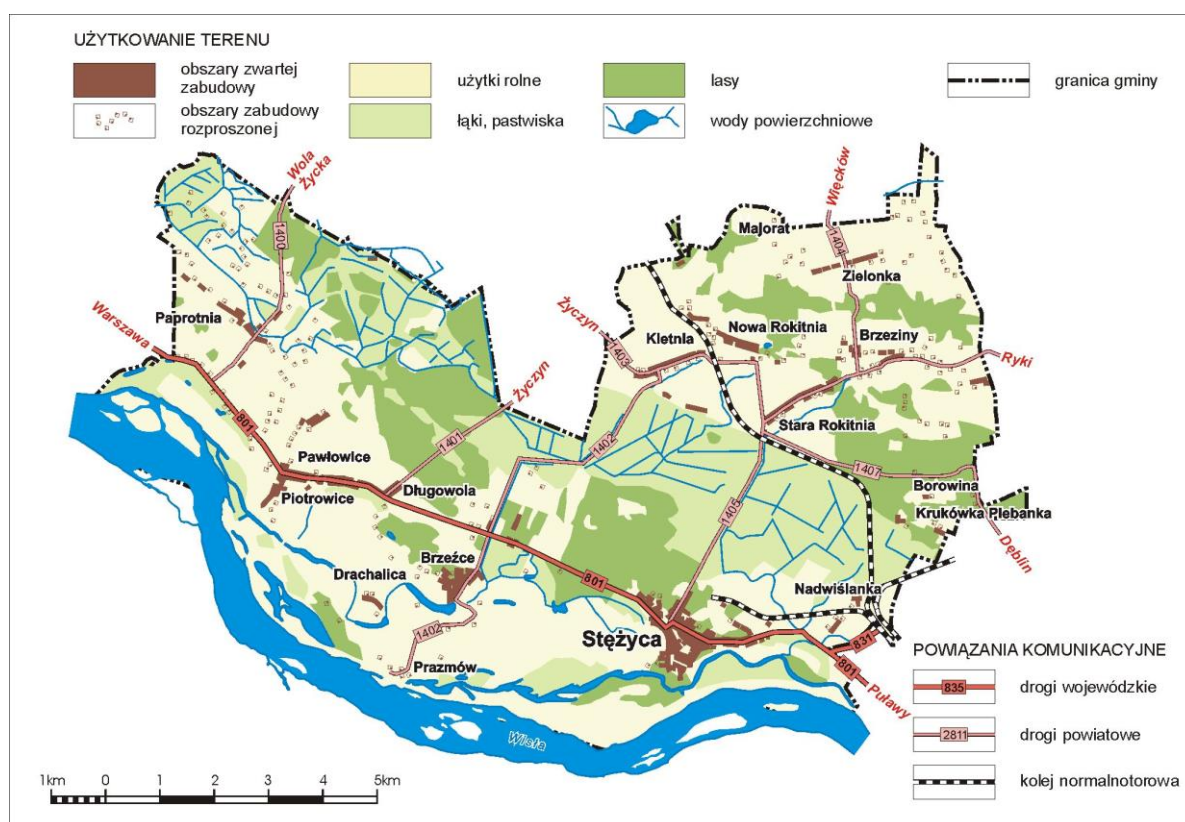 UŻYTKOWANIE TERENU
obszary zwartej
zabudowy
użytki rolne
lasy
granica gminy
obszary zabudowy
rozproszonej
łąki, pastwiska
wody powierzchniowe
Wola
Życka
Więcków
1400
Majorat
1404
Zielonka
Warszawa
Paprotnia
Życzyn
1403
Kletnia
Nowa Rokitnia
Brzeziny
Ryki
Życzyn
801
1401
1402
Stara Rokitnia
Pawłowice
Piotrowice
Długowola
1407
Borowina
1405
Krukówka Plebanka
Dęblin
Brzeźce
Drachalica
801
Nadwiślanka
1402
Stężyca
831
801
Puławy
Prazmów
Wisła
POWIĄZANIA KOMUNIKACYJNE
835
drogi wojewódzkie
2811
drogi powiatowe
kolej normalnotorowa
1km 0 1 2 3 4 5km